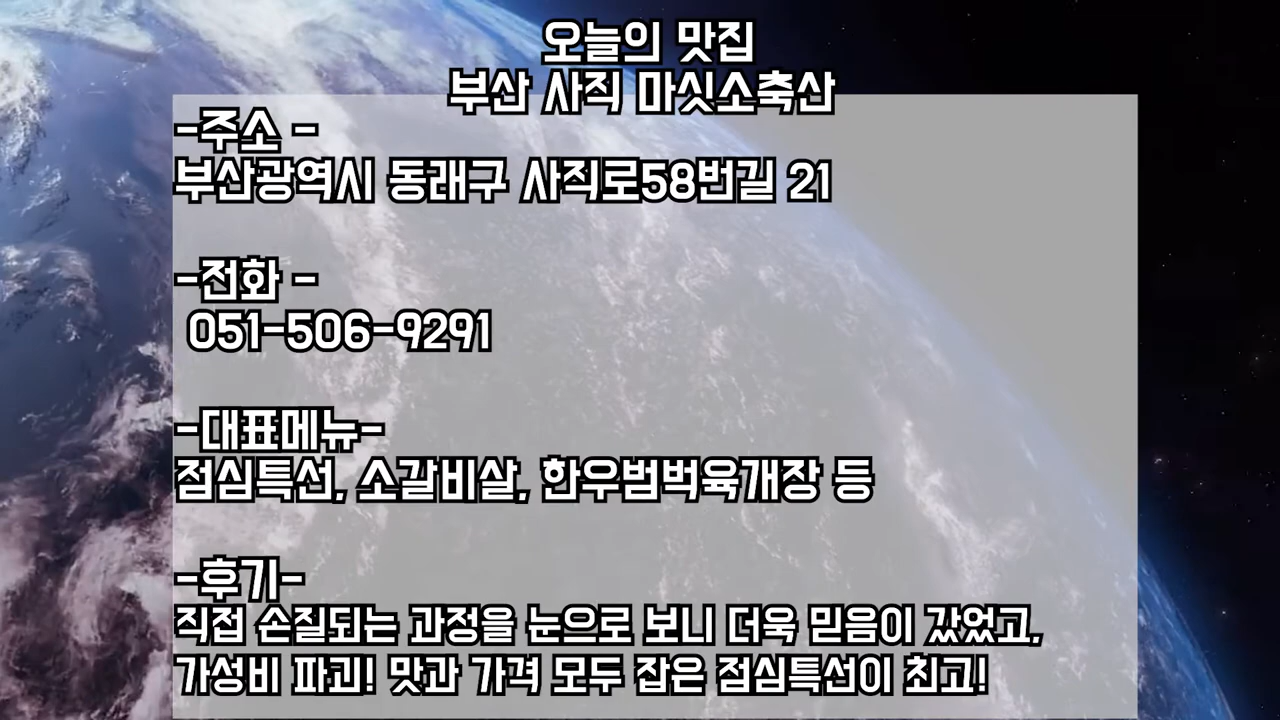 오늘의 맛집
부산 사직 마싯소축산
-주소 -
부산광역시 동래구 사직로58번길 21
-전화 -
051-506-9291
-대표메뉴-
점심특선, 소갈비살, 한우범벅육개장 등
-후기-
직접 손질되는 과정을 눈으로 보니 더욱 믿음이 갔었고,
가성비 파괴! 맛과 가격 모두 잡은 점심특선이 최고!